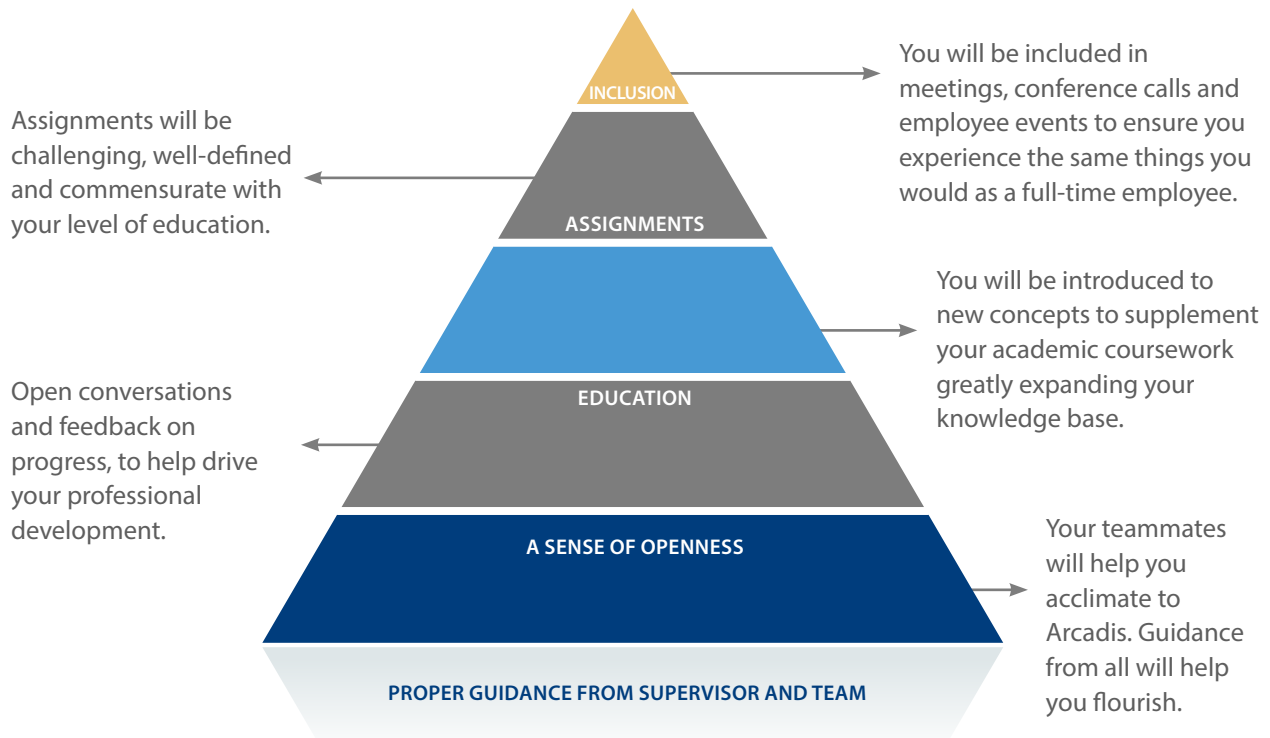 INCLUSION
You will be included in
meetings, conference calls and
employee events to ensure you
experience the same things you
would as a full-time employee.
Assignments will be
challenging, well-defined
and commensurate with
your level of education.
ASSIGNMENTS
You will be introduced to
new concepts to supplement
your academic coursework
greatly expanding your
knowledge base.
EDUCATION
Open conversations
and feedback on
progress, to help drive
your professional
development.
A SENSE OF OPENNESS
Your teammates
will help you
acclimate to
Arcadis. Guidance
from all will help
you flourish.
PROPER GUIDANCE FROM SUPERVISOR AND TEAM